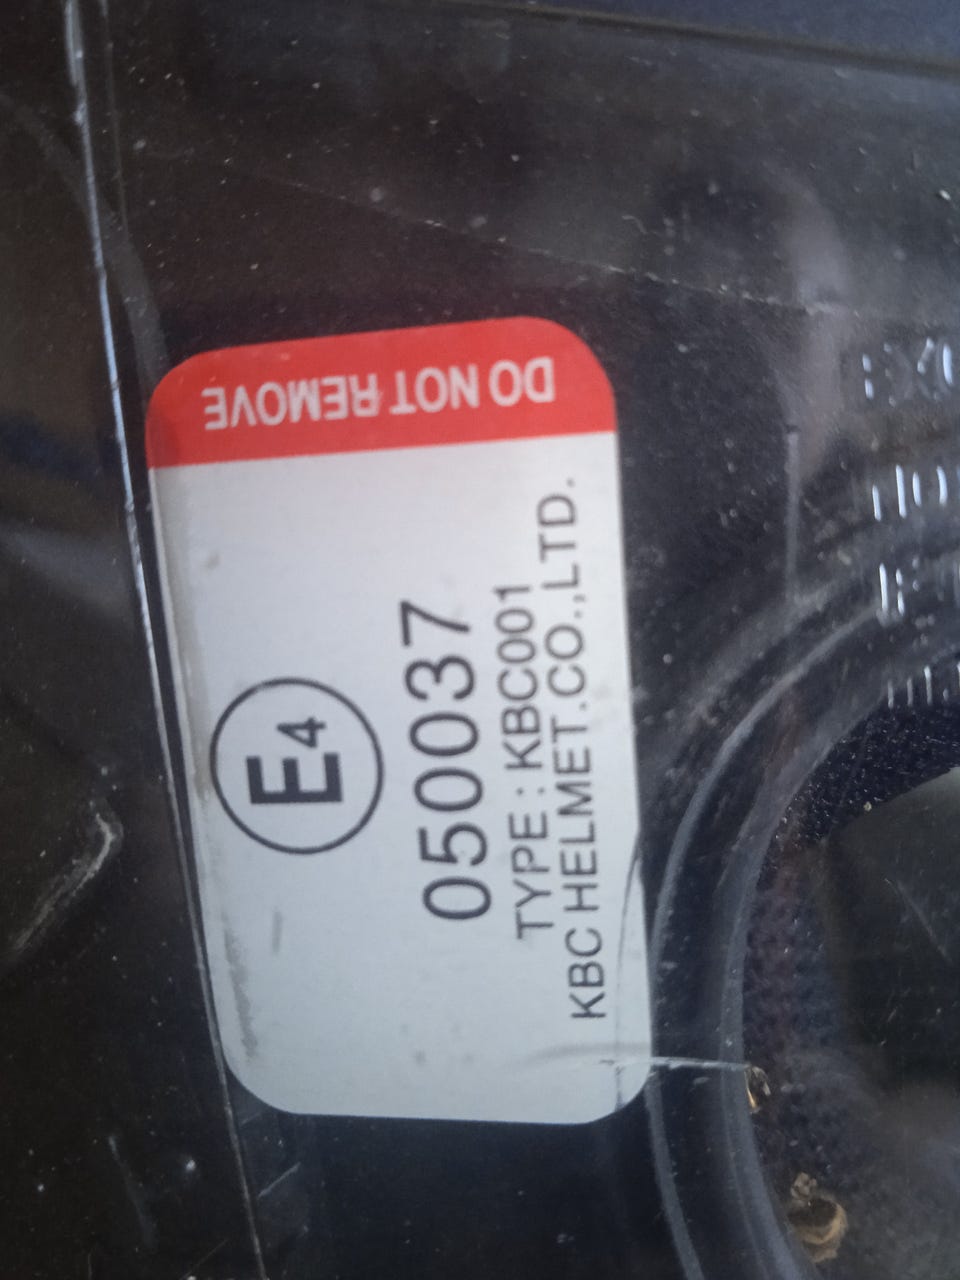 DO NOT REMOVE
E4
050037
TYPE : KBC001
KBC HELMET.CO.,LTD.